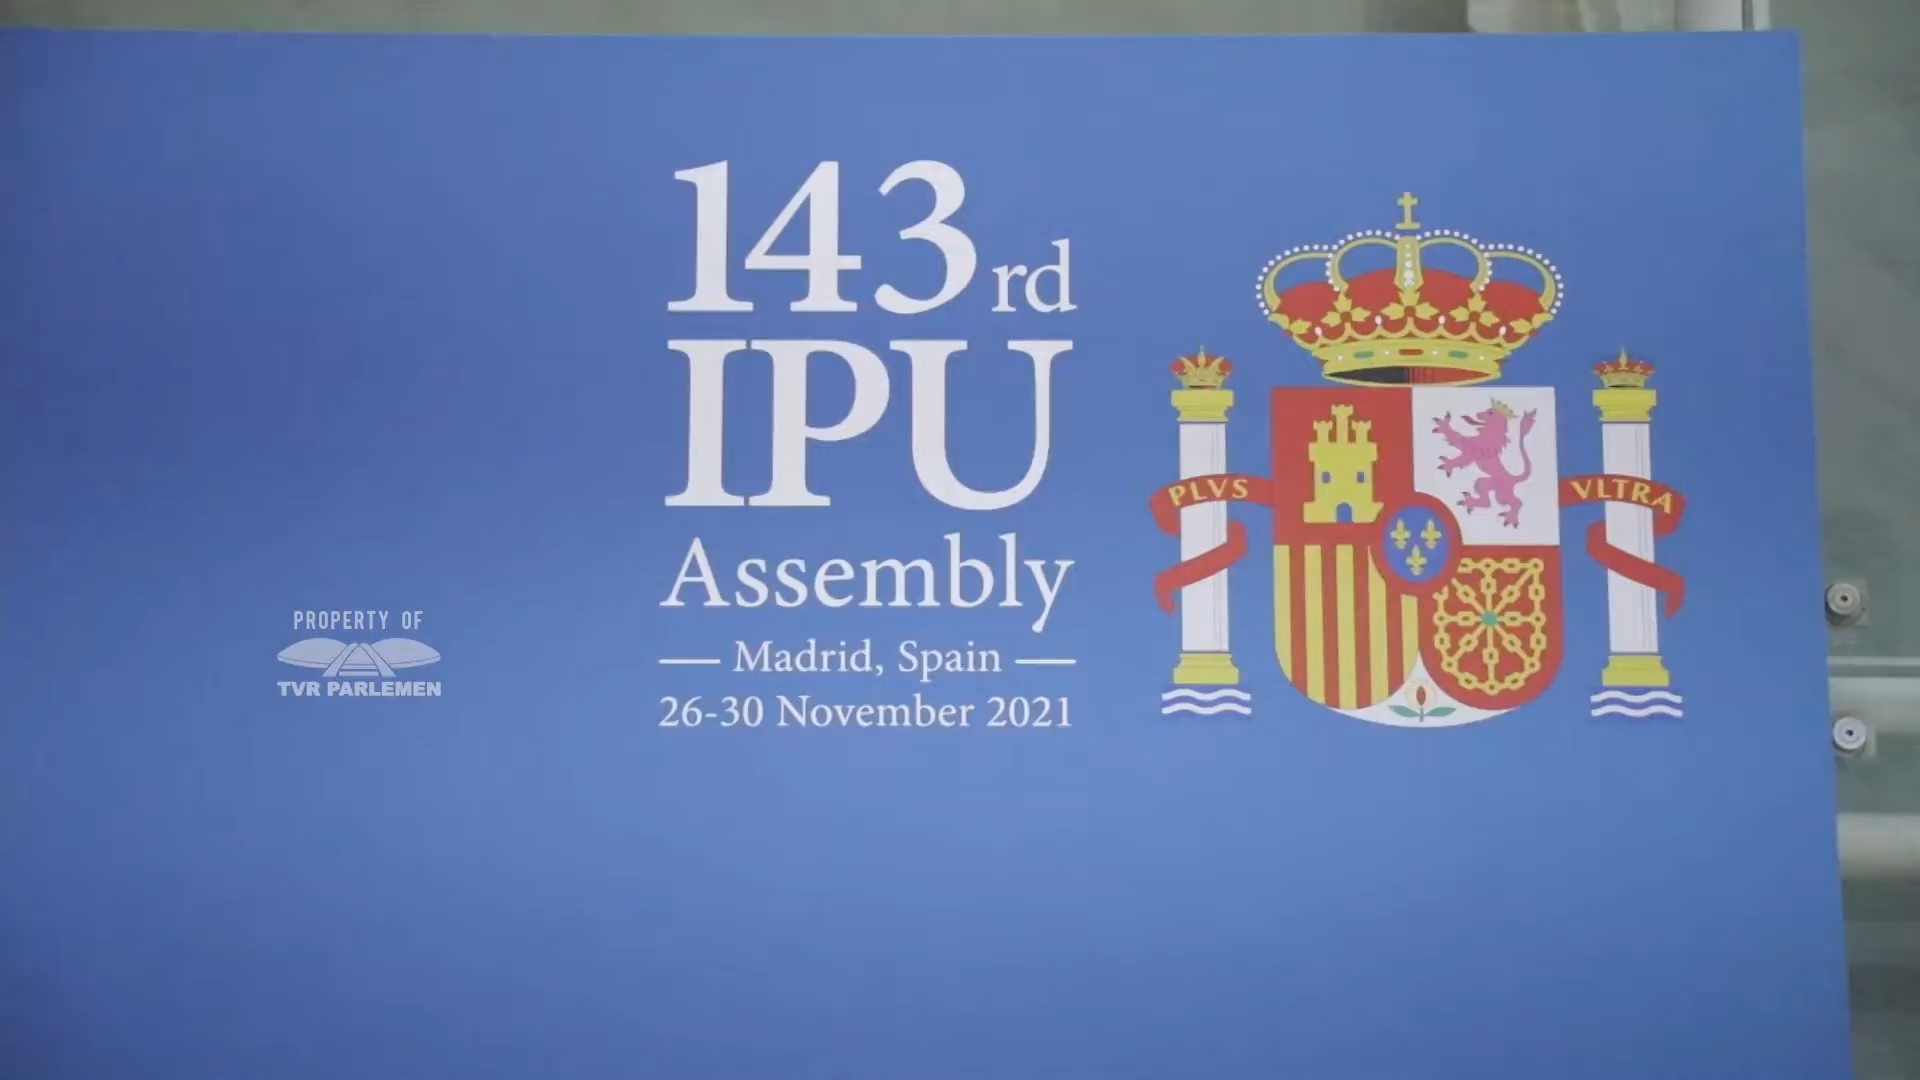 143rd
IPU
Assembly
Madrid, Spain
26-30 November 2021
PLVS
VLTRA
PROPERTY OF
TVR PARLEMEN